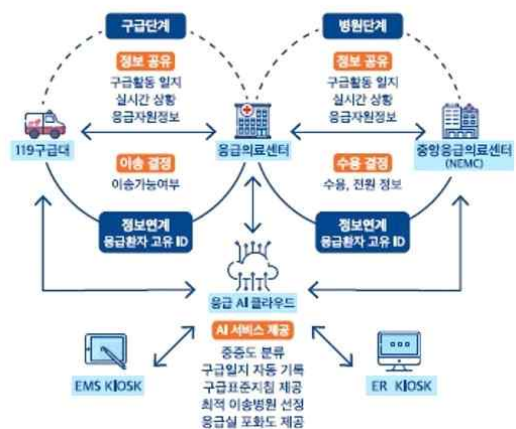 구급단계
정보 공유
구급활동 일지
실시간 상황
응급자원정보
병원단계
정보 공유
구급활동 일지
실시간 상황
응급자원정보
119구급대
응급의료센터
중앙응급의료센터
(NEMC)
이송 결정
이송가능여부
수용 결정
수용, 전원 정보
정보연계
응급환자 고유 ID
정보연계
응급환자 고유 ID
응급 AI 클라우드
AI 서비스 제공
중증도 분류
구급일지 자동 기록
구급표준지침 제공
최적 이송병원 선정
응급실 포화도 제공
EMS KIOSK
ER KIOSK